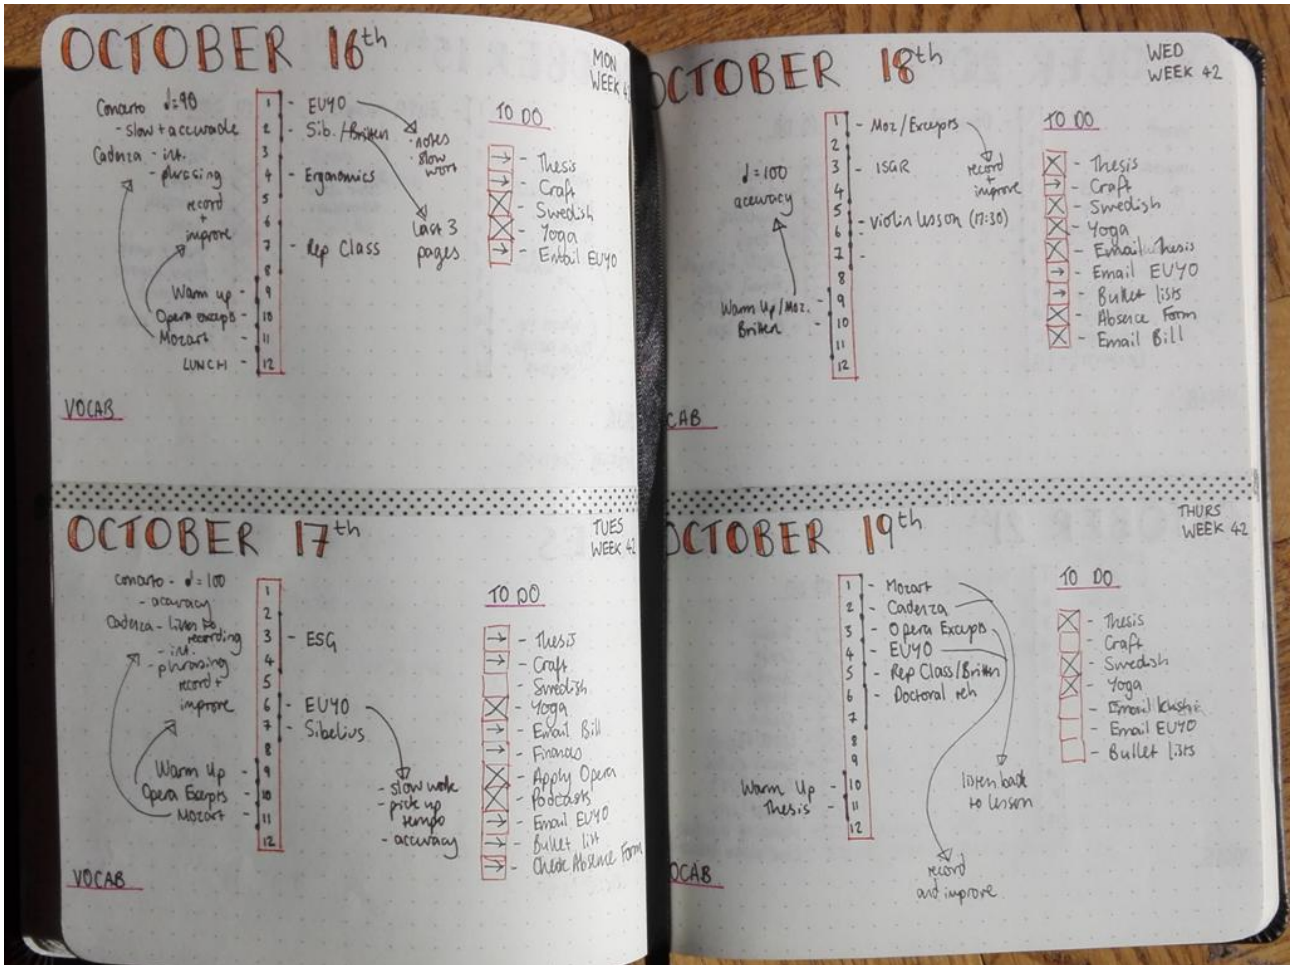 OCTOBER 16th
MON
WEEK 4
Concerto ♩=90
- slow + accurate
Cadenza - int.
- phrasing
record
+
improve
Warm up -
Opera excepts -
Mozart -
LUNCH -
1
2
3
4
5
6
7
8
9
10
11
12
- EUYO
- Sib./Britten
- Ergonomics
- Rep Class
- notes
- slow
work
last 3
pages
TO DO
→ - Thesis
→ - Craft
X - Swedish
X - Yoga
→ - Email EUYO
VOCAB
OCTOBER 17th
TUES
WEEK 42
Concerto - ♩=100
- accuracy
Cadenza - listen to
recording
- int.
- phrasing
record +
improve
Warm Up -
Opera Excepts -
Mozart -
1
2
3
4
5
6
7
8
9
10
11
12
- ESG
- EUYO
- Sibelius
- slow work
- pick up
tempo
- accuracy
TO DO
→ - Thesis
→ - Craft
- Swedish
X - Yoga
→ - Email Bill
→ - Finances
X - Apply Opera
X - Podcasts
→ - Email EUYO
→ - Bullet list
→ - Check Absence Form
VOCAB
OCTOBER 18th
WED
WEEK 42
♩=100
accuracy
Warm Up/Moz. -
Britten -
1
2
3
4
5
6
7
8
9
10
11
12
- Moz/Excepts
- ISGR
- Violin lesson (17:30)
-
record
+
improve
TO DO
X - Thesis
→ - Craft
X - Swedish
X - Yoga
X - Email Thesis
→ - Email EUYO
→ - Bullet lists
X - Absence Form
X - Email Bill
CAB
OCTOBER 19th
THURS
WEEK 42
Warm Up -
Thesis -
1
2
3
4
5
6
7
8
9
10
11
12
- Mozart
- Cadenza
- Opera Excepts
- EUYO
- Rep Class/Britten
- Doctoral reh
listen back
to lesson
record
and improve
TO DO
X - Thesis
- Craft
X - Swedish
X - Yoga
- Email
- Email EUYO
- Bullet lists
OCAB